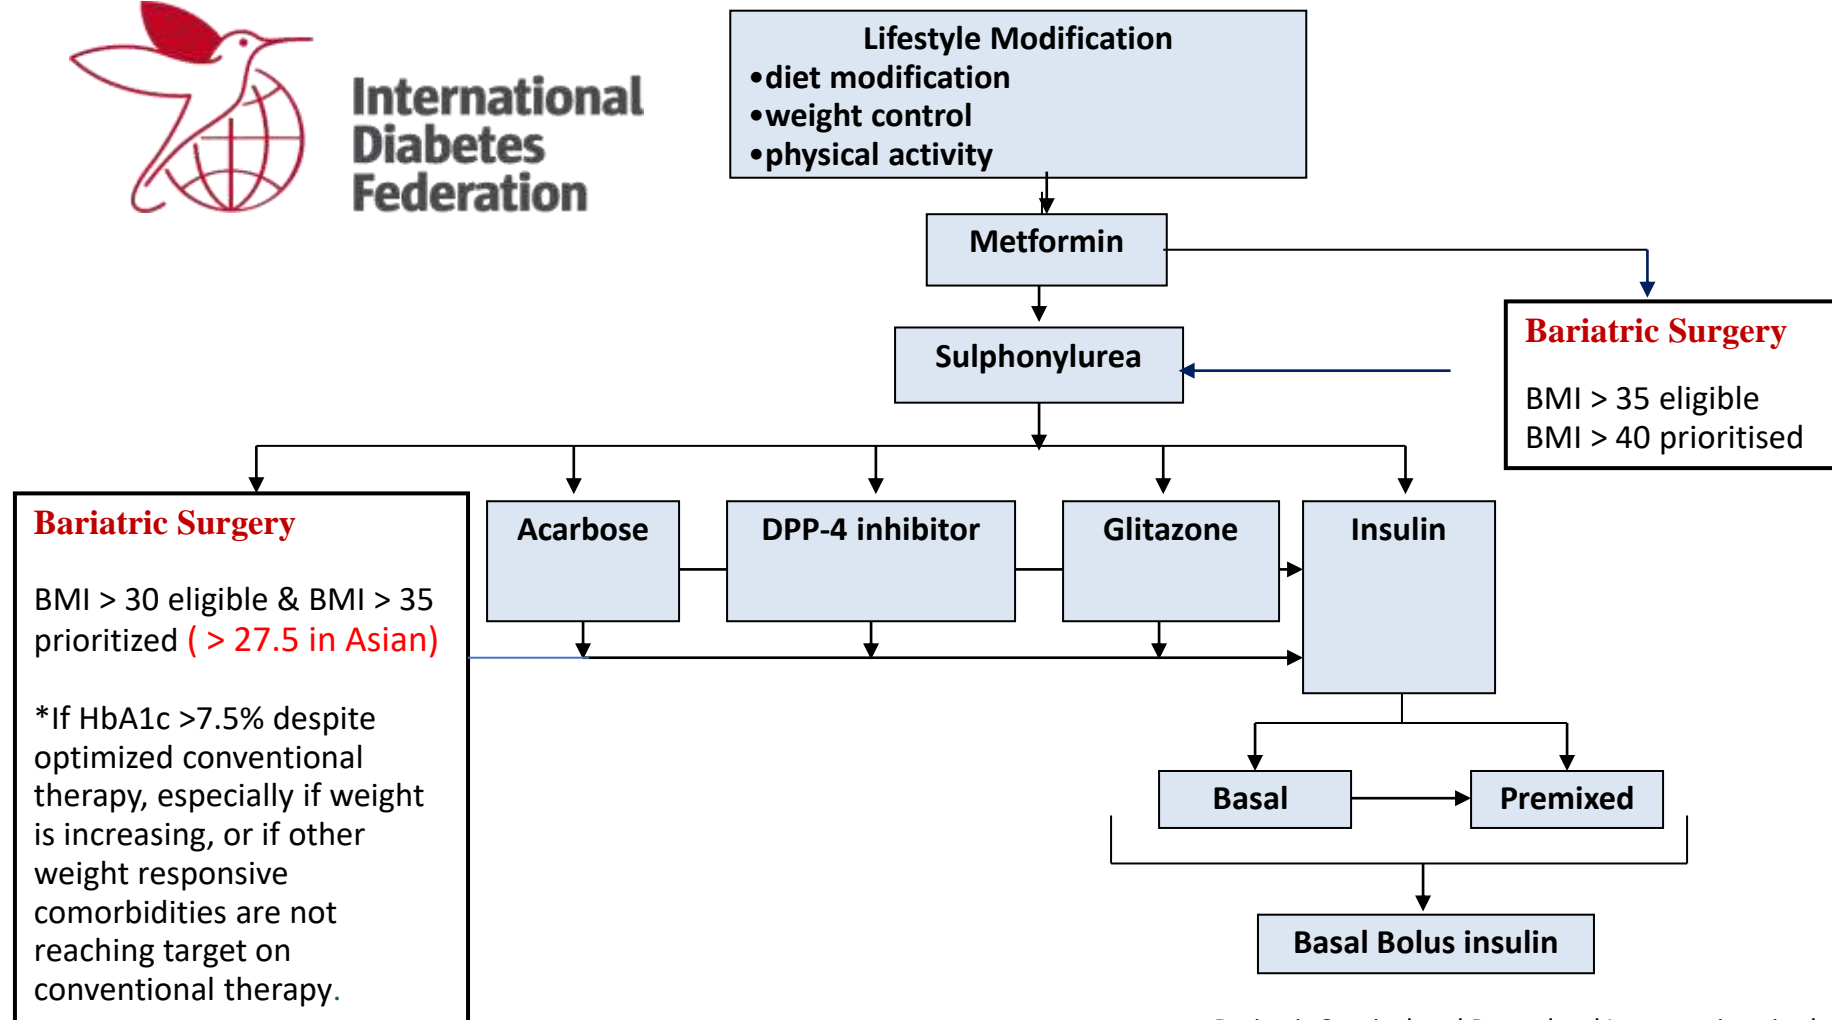 International
Diabetes
Federation
Lifestyle Modification
•diet modification
•weight control
•physical activity
Metformin
Sulphonylurea
Bariatric Surgery
BMI > 35 eligible
BMI > 40 prioritised
Bariatric Surgery
BMI > 30 eligible & BMI > 35
prioritized ( > 27.5 in Asian)
*If HbA1c >7.5% despite
optimized conventional
therapy, especially if weight
is increasing, or if other
weight responsive
comorbidities are not
reaching target on
conventional therapy.
Acarbose
DPP-4 inhibitor
Glitazone
Insulin
Basal
Premixed
Basal Bolus insulin